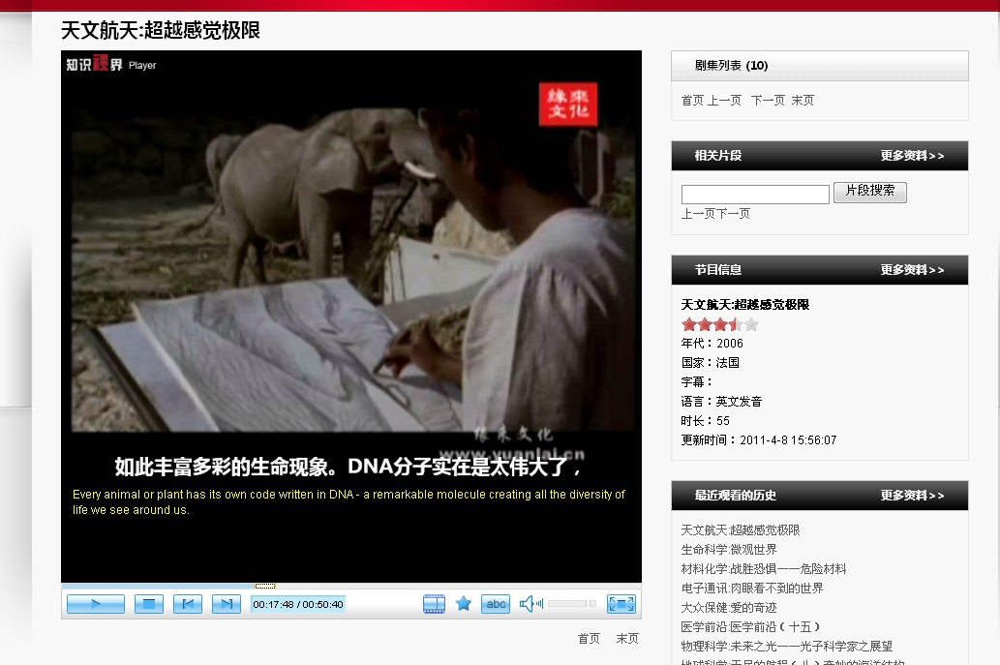 天文航天:超越感觉极限
知识视界 Player
缘来
文化
缘来文化
www.yuanlai.cn
如此丰富多彩的生命现象。DNA分子实在是太伟大了，
Every animal or plant has its own code written in DNA - a remarkable molecule creating all the diversity of
life we see around us.
00:17:48 / 00:50:40
abc
首页 末页
剧集列表 (10)
首页 上一页 下一页 末页
相关片段 更多资料>>
片段搜索
上一页下一页
节目信息 更多资料>>
天文航天:超越感觉极限
年代：2006
国家：法国
字幕：
语言：英文发音
时长：55
更新时间：2011-4-8 15:56:07
最近观看的历史 更多资料>>
天文航天:超越感觉极限
生命科学:微观世界
材料化学:战胜恐惧——危险材料
电子通讯:肉眼看不到的世界
大众保健:爱的奇迹
医学前沿:医学前沿（十五）
物理科学:未来之光——光子科学家之展望